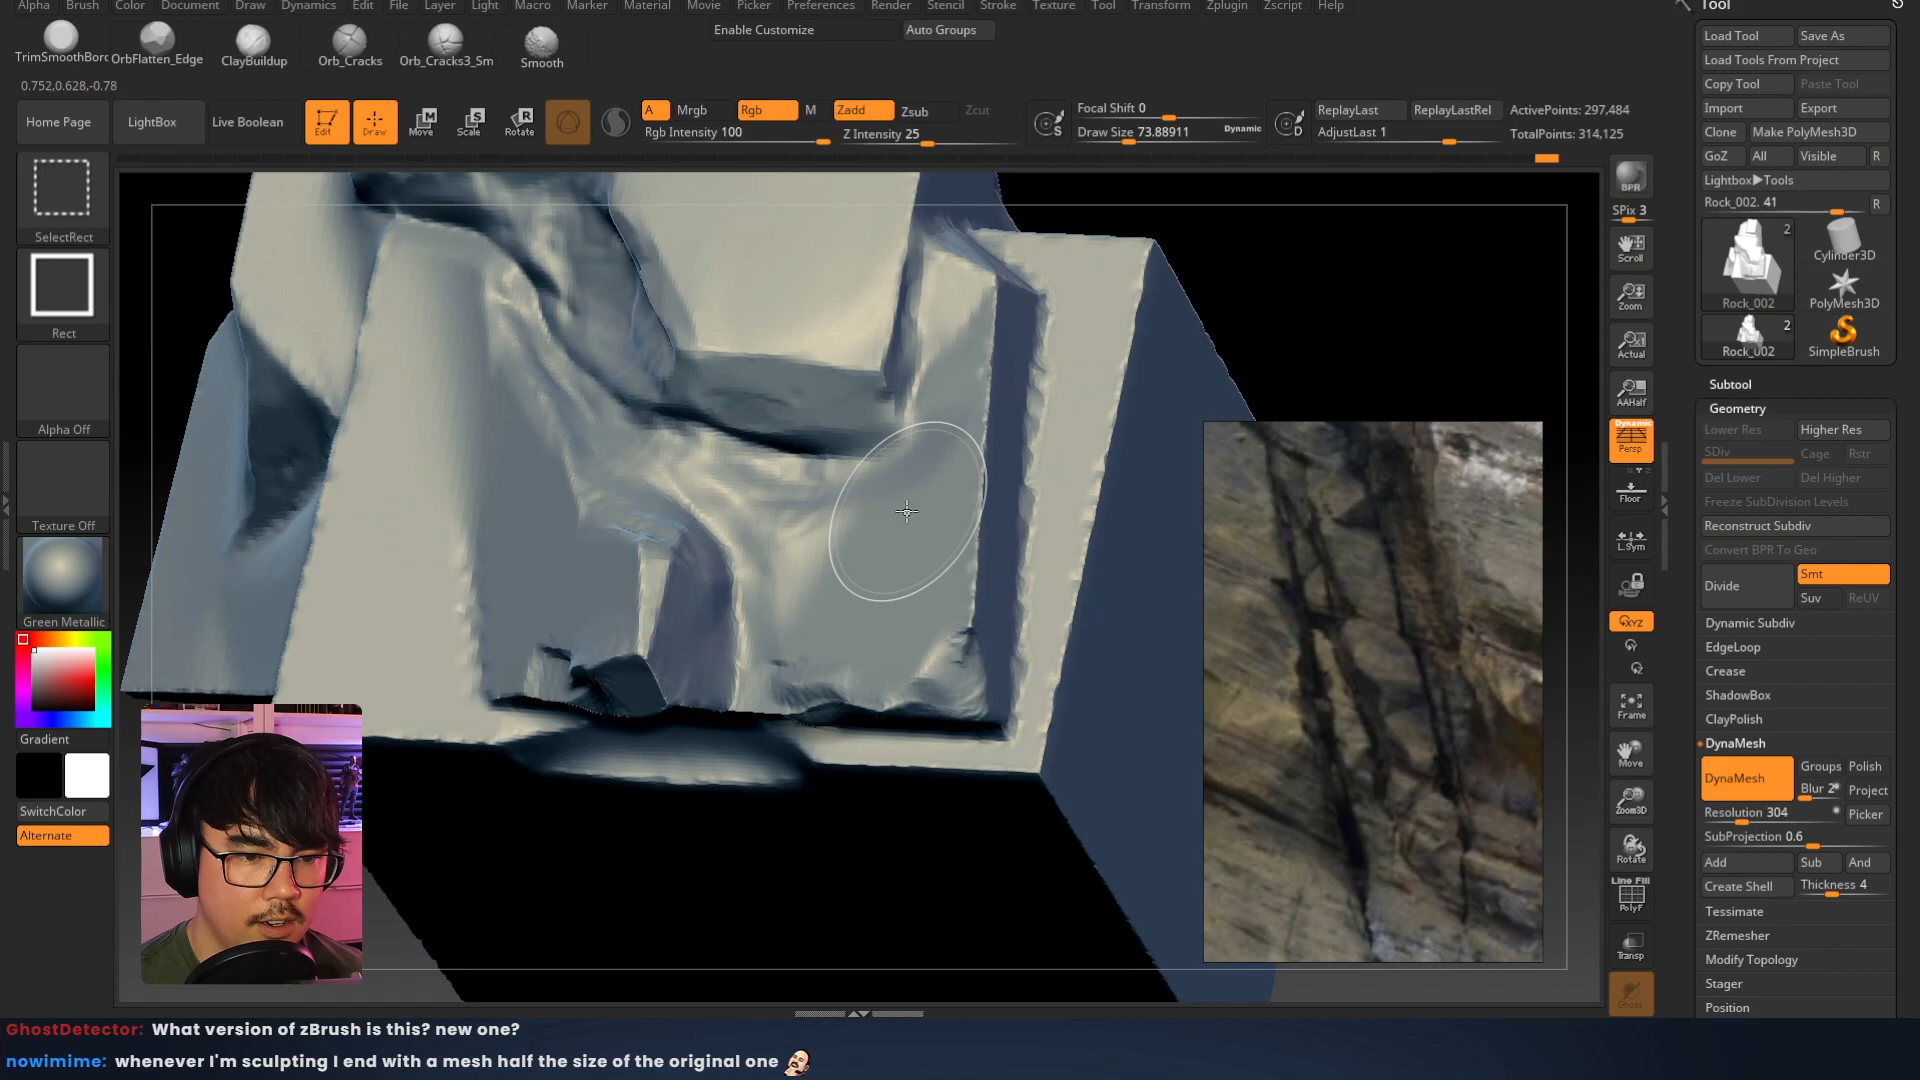 Alpha Brush Color Document Draw Dynamics Edit File Layer Light Macro Marker Material Movie Picker Preferences Render Stencil Stroke Texture Tool Transform Zplugin Zscript Help
Tool
TrimSmoothBorc OrbFlatten_Edge ClayBuildup Orb_Cracks Orb_Cracks3_Sm Smooth
Enable Customize Auto Groups
0.752,0.628,-0.78
Home Page LightBox Live Boolean Edit Draw Move Scale Rotate
A Mrgb Rgb M Zadd Zsub Zcut
Rgb Intensity 100 Z Intensity 25
S Focal Shift 0
Draw Size 73.88911 Dynamic
D ReplayLast ReplayLastRel ActivePoints: 297,484
AdjustLast 1 TotalPoints: 314,125
SelectRect
Rect
Alpha Off
Texture Off
Green Metallic
Gradient
SwitchColor
Alternate
BPR
SPix 3
Scroll
Zoom
Actual
AAHalf
Dynamic
Persp
Floor
L.Sym
XYZ
Frame
Move
Zoom3D
Rotate
Line Fill
PolyF
Transp
Ghost
Load Tool Save As
Load Tools From Project
Copy Tool Paste Tool
Import Export
Clone Make PolyMesh3D
GoZ All Visible R
Lightbox▶Tools
Rock_002. 41 R
2
Rock_002 Cylinder3D
PolyMesh3D
2
Rock_002 SimpleBrush
Subtool
Geometry
Lower Res Higher Res
SDiv Cage Rstr
Del Lower Del Higher
Freeze SubDivision Levels
Reconstruct Subdiv
Convert BPR To Geo
Divide Smt
Suv ReUV
Dynamic Subdiv
EdgeLoop
Crease
ShadowBox
ClayPolish
DynaMesh
DynaMesh Groups Polish
Blur 2 Project
Resolution 304 Picker
SubProjection 0.6
Add Sub And
Create Shell Thickness 4
Tessimate
ZRemesher
Modify Topology
Stager
Position
GhostDetector: What version of zBrush is this? new one?
nowimime: whenever I'm sculpting I end with a mesh half the size of the original one